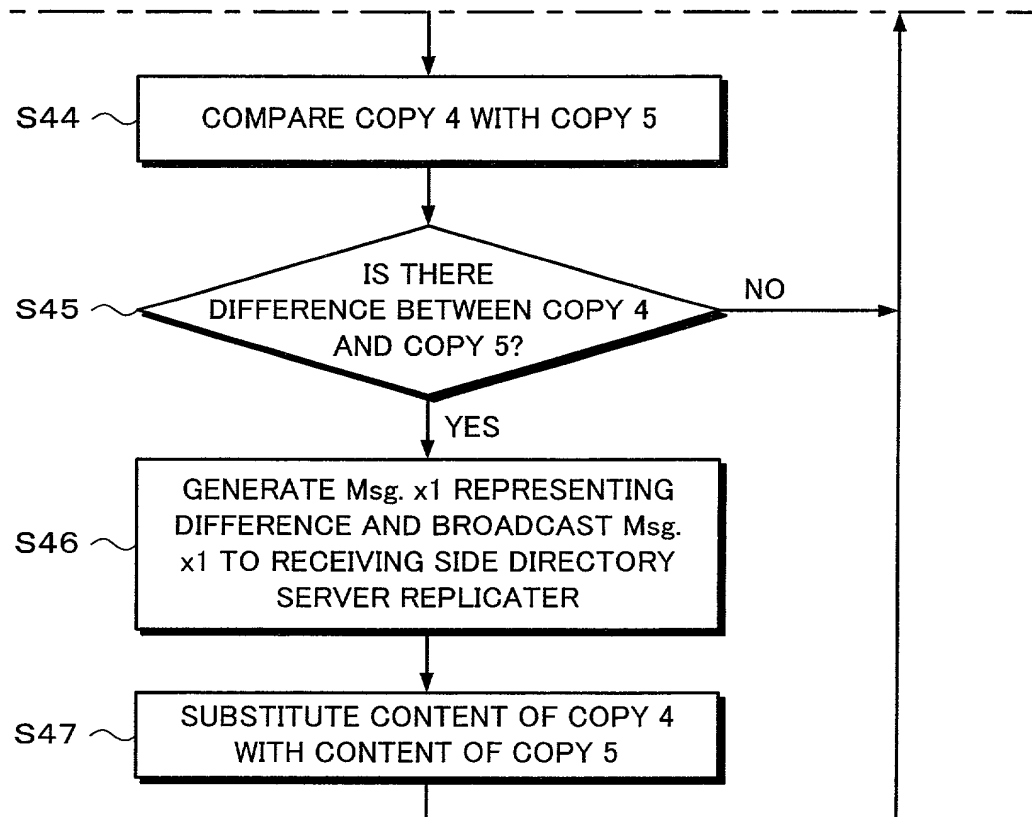 S44
COMPARE COPY 4 WITH COPY 5
IS THERE
S45
DIFFERENCE BETWEEN COPY 4
NO
AND COPY 5?
YES
GENERATE Msg. x1 REPRESENTING
DIFFERENCE AND BROADCAST Msg.
S46
x1 TO RECEIVING SIDE DIRECTORY
SERVER REPLICATER
S47
SUBSTITUTE CONTENT OF COPY 4
WITH CONTENT OF COPY 5